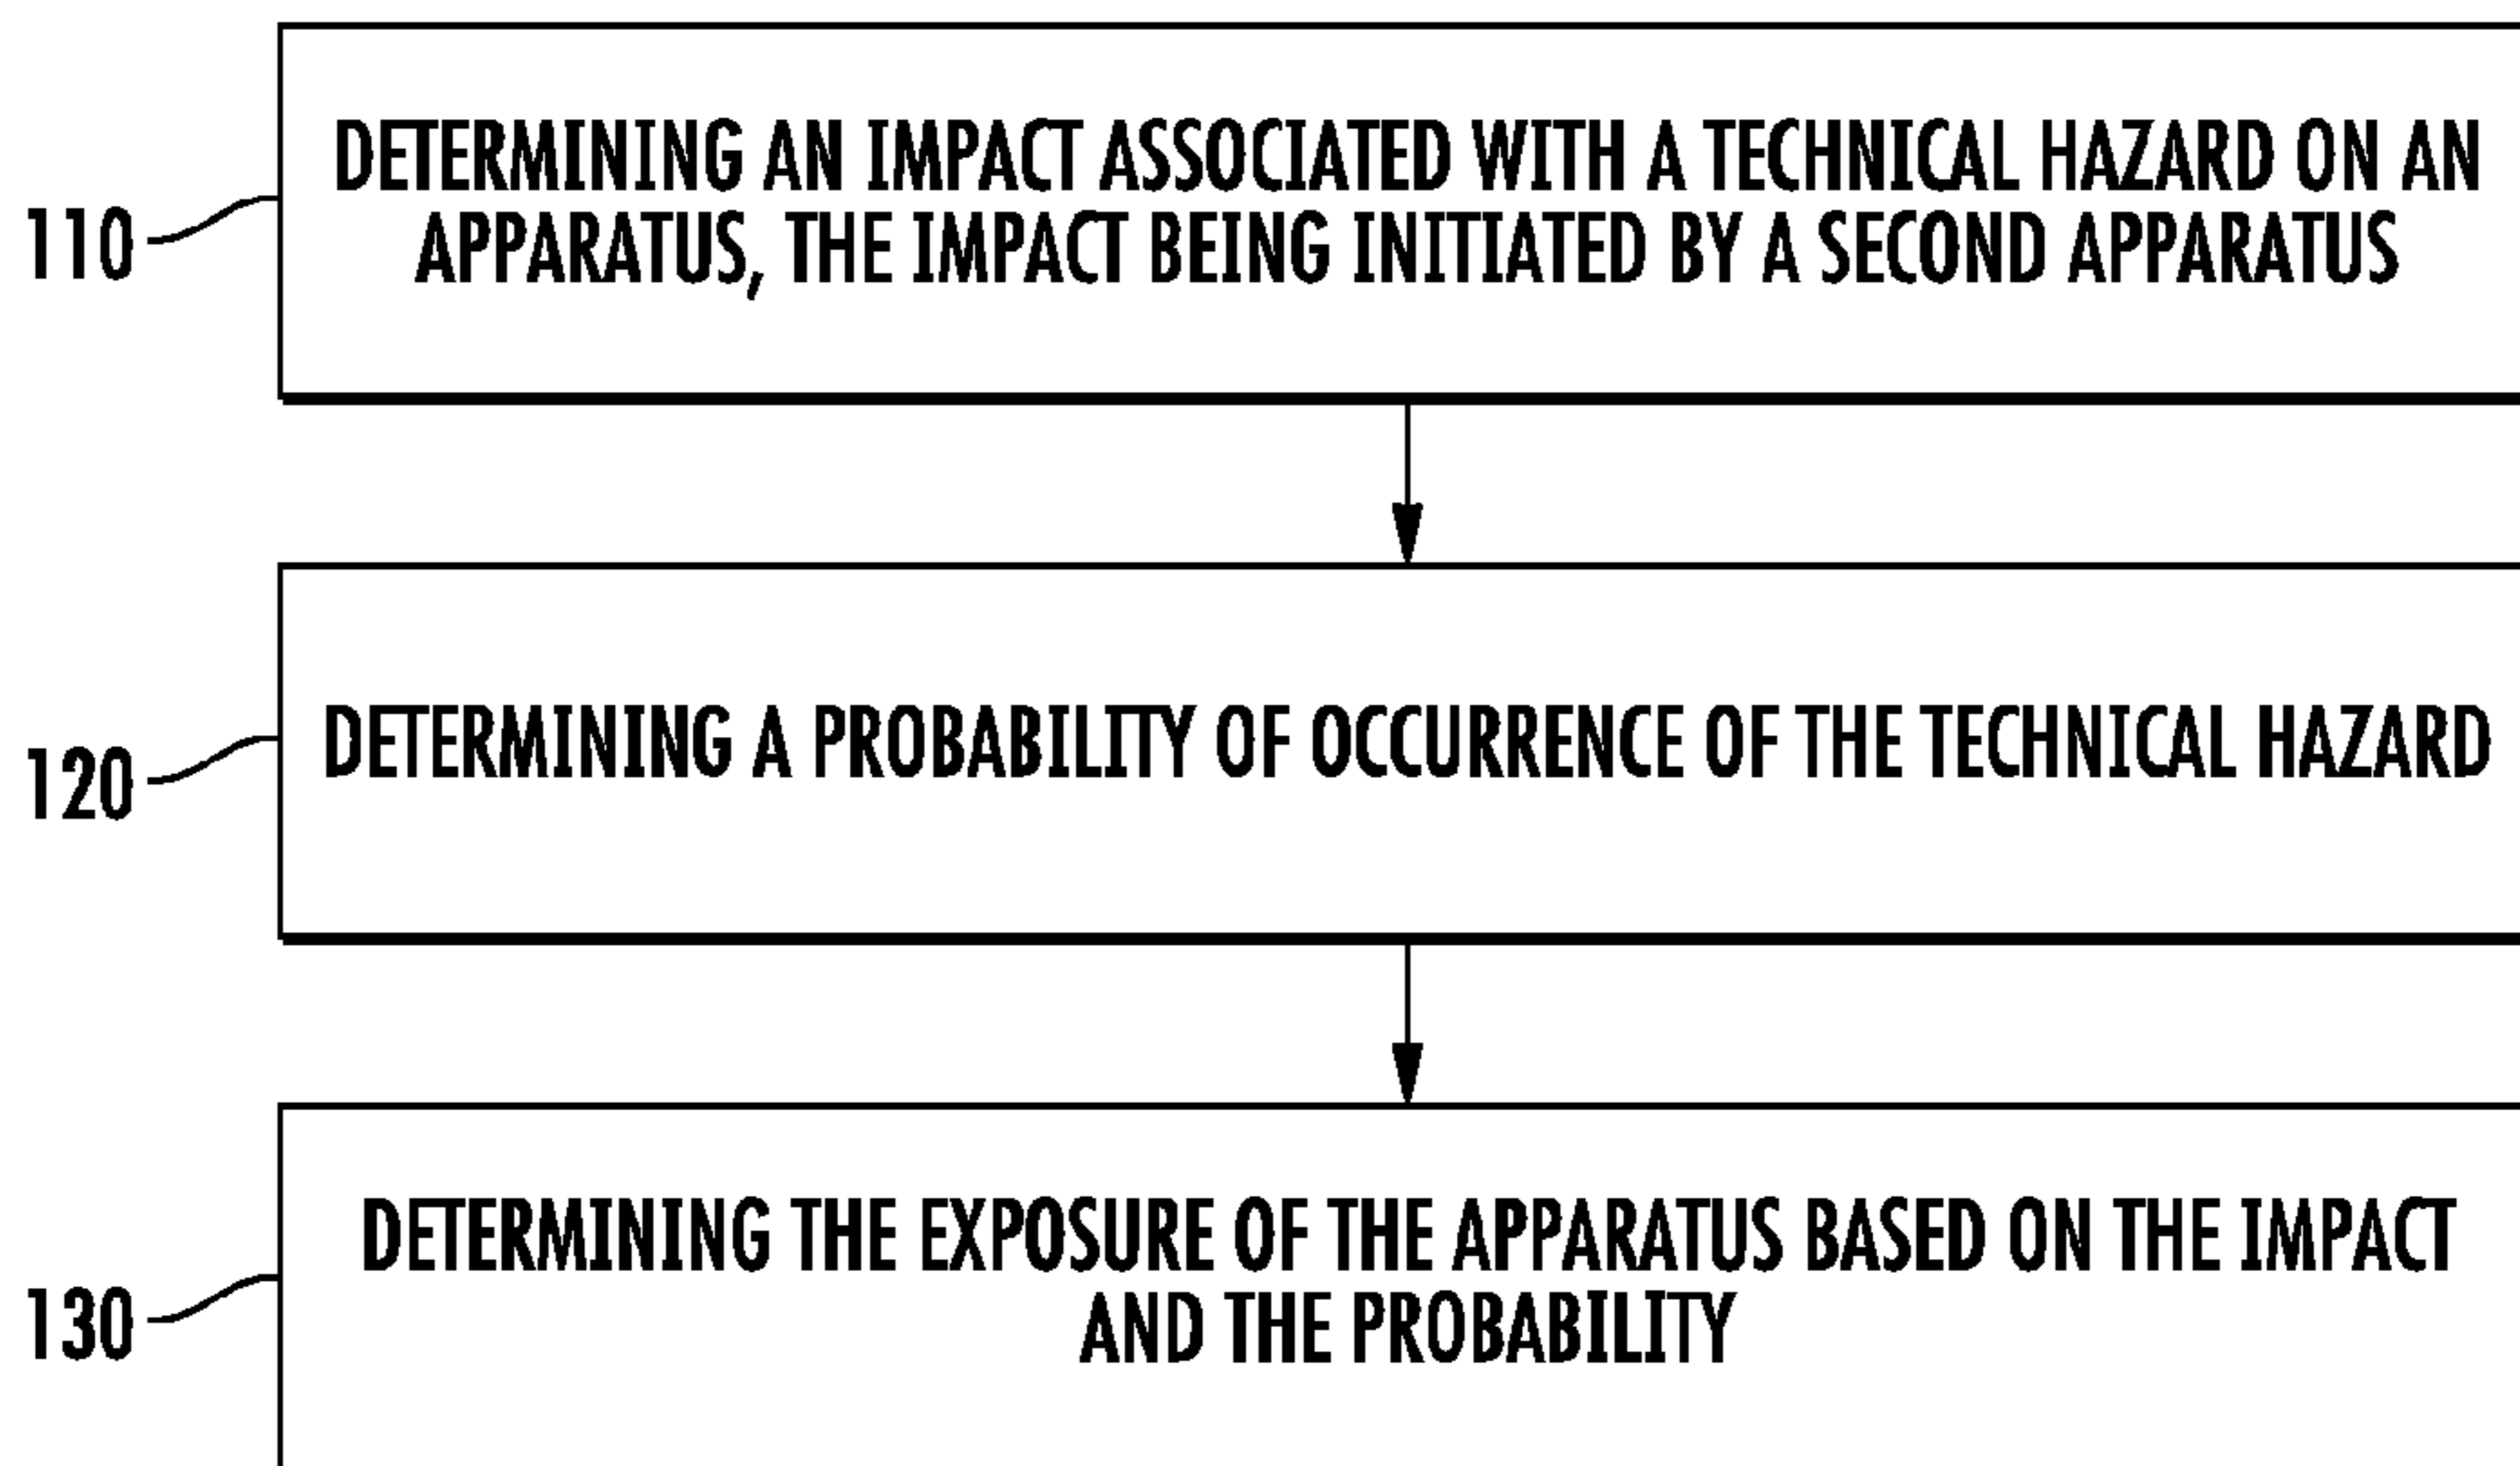 DETERMINING AN IMPACT ASSOCIATED WITH A TECHNICAL HAZARD ON AN
APPARATUS, THE IMPACT BEING INITIATED BY A SECOND APPARATUS
110
DETERMINING A PROBABILITY OF OCCURRENCE OF THE TECHNICAL HAZARD
120
DETERMINING THE EXPOSURE OF THE APPARATUS BASED ON THE IMPACT
AND THE PROBABILITY
130